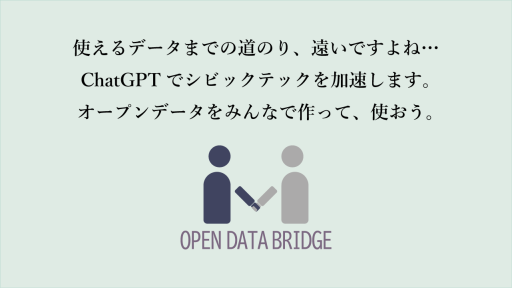 使えるデータまでの道のり、遠いですよね…
ChatGPT でシビックテックを加速します。
オープンデータをみんなで作って、使おう。
OPEN DATA BRIDGE